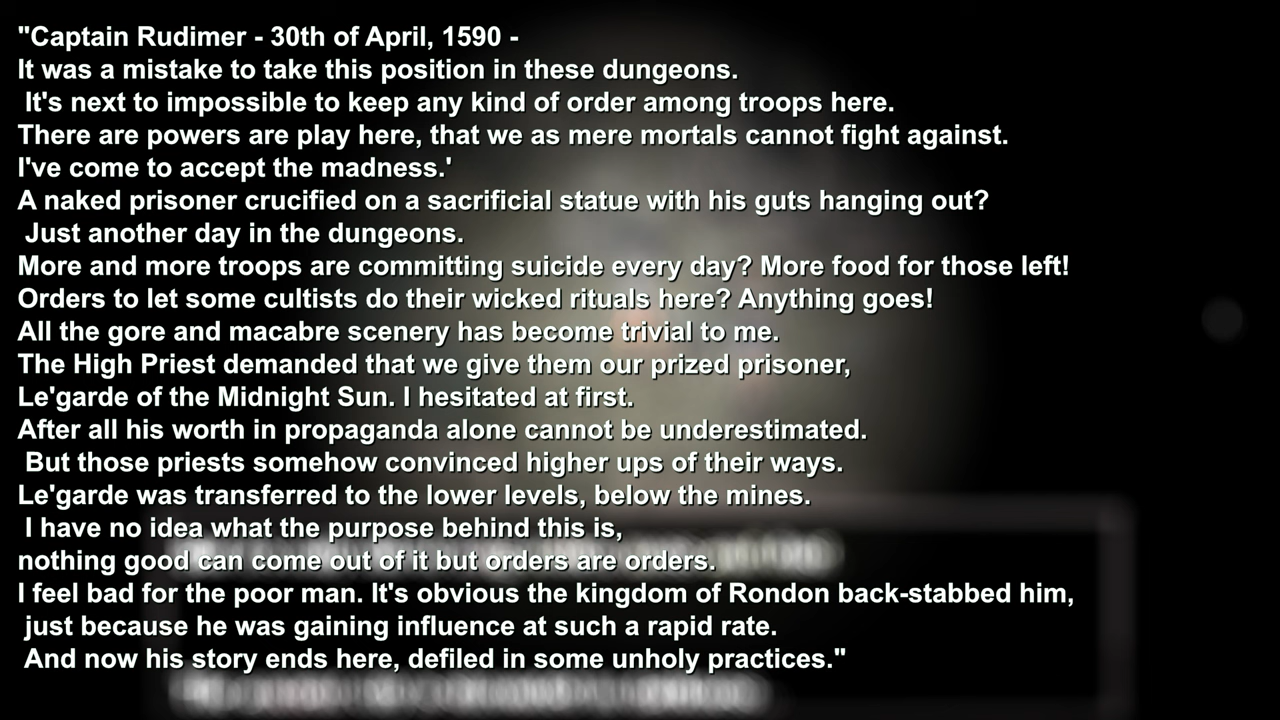 "Captain Rudimer - 30th of April, 1590 -
It was a mistake to take this position in these dungeons.
It's next to impossible to keep any kind of order among troops here.
There are powers are play here, that we as mere mortals cannot fight against.
I've come to accept the madness.'
A naked prisoner crucified on a sacrificial statue with his guts hanging out?
Just another day in the dungeons.
More and more troops are committing suicide every day? More food for those left!
Orders to let some cultists do their wicked rituals here? Anything goes!
All the gore and macabre scenery has become trivial to me.
The High Priest demanded that we give them our prized prisoner,
Le'garde of the Midnight Sun. I hesitated at first.
After all his worth in propaganda alone cannot be underestimated.
But those priests somehow convinced higher ups of their ways.
Le'garde was transferred to the lower levels, below the mines.
I have no idea what the purpose behind this is,
nothing good can come out of it but orders are orders.
I feel bad for the poor man. It's obvious the kingdom of Rondon back-stabbed him,
just because he was gaining influence at such a rapid rate.
And now his story ends here, defiled in some unholy practices."